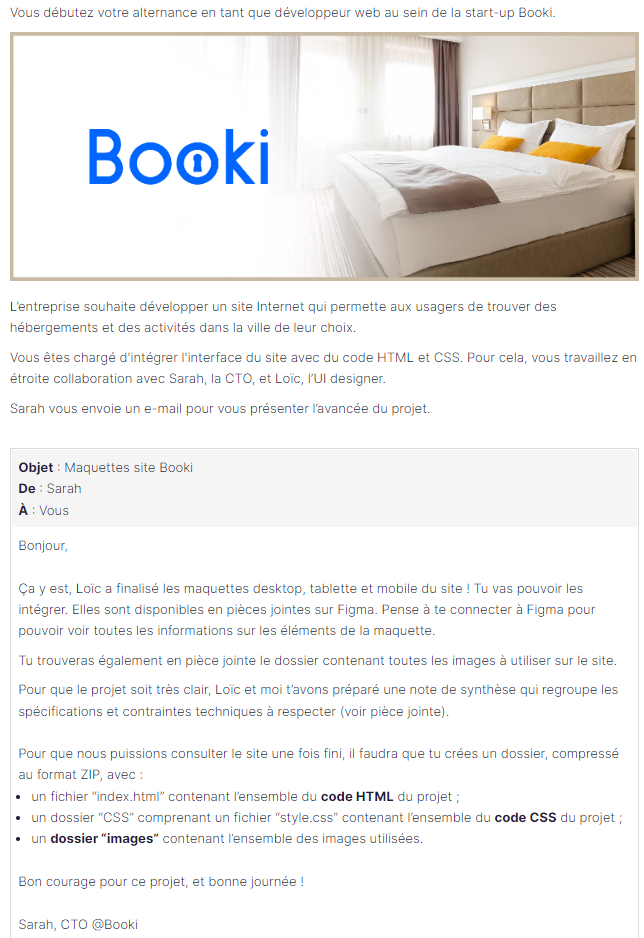 Vous débutez votre alternance en tant que développeur web au sein de la start-up Booki.
Booki
L’entreprise souhaite développer un site Internet qui permette aux usagers de trouver des
hébergements et des activités dans la ville de leur choix.
Vous êtes chargé d'intégrer l'interface du site avec du code HTML et CSS. Pour cela, vous travaillez en
étroite collaboration avec Sarah, la CTO, et Loïc, l’UI designer.
Sarah vous envoie un e-mail pour vous présenter l’avancée du projet.
Objet : Maquettes site Booki
De : Sarah
À : Vous
Bonjour,
Ça y est, Loïc a finalisé les maquettes desktop, tablette et mobile du site ! Tu vas pouvoir les
intégrer. Elles sont disponibles en pièces jointes sur Figma. Pense à te connecter à Figma pour
pouvoir voir toutes les informations sur les éléments de la maquette.
Tu trouveras également en pièce jointe le dossier contenant toutes les images à utiliser sur le site.
Pour que le projet soit très clair, Loïc et moi t’avons préparé une note de synthèse qui regroupe les
spécifications et contraintes techniques à respecter (voir pièce jointe).
Pour que nous puissions consulter le site une fois fini, il faudra que tu crées un dossier, compressé
au format ZIP, avec :
• un fichier “index.html” contenant l’ensemble du code HTML du projet ;
• un dossier “CSS” comprenant un fichier “style.css” contenant l’ensemble du code CSS du projet ;
• un dossier “images” contenant l’ensemble des images utilisées.
Bon courage pour ce projet, et bonne journée !
Sarah, CTO @Booki